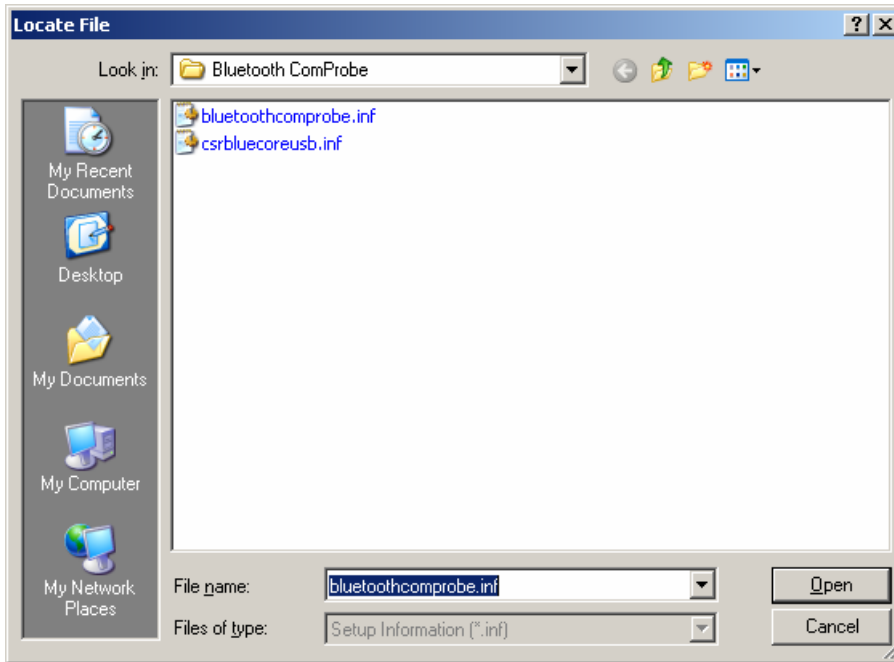 Locate File
Look in:
Bluetooth ComProbe
bluetoothcomprobe.inf
csrbluecoreusb.inf
My Recent
Documents
Desktop
My Documents
My Computer
My Network
Places
File name:
bluetoothcomprobe.inf
Open
Files of type:
Setup Information (*.inf)
Cancel